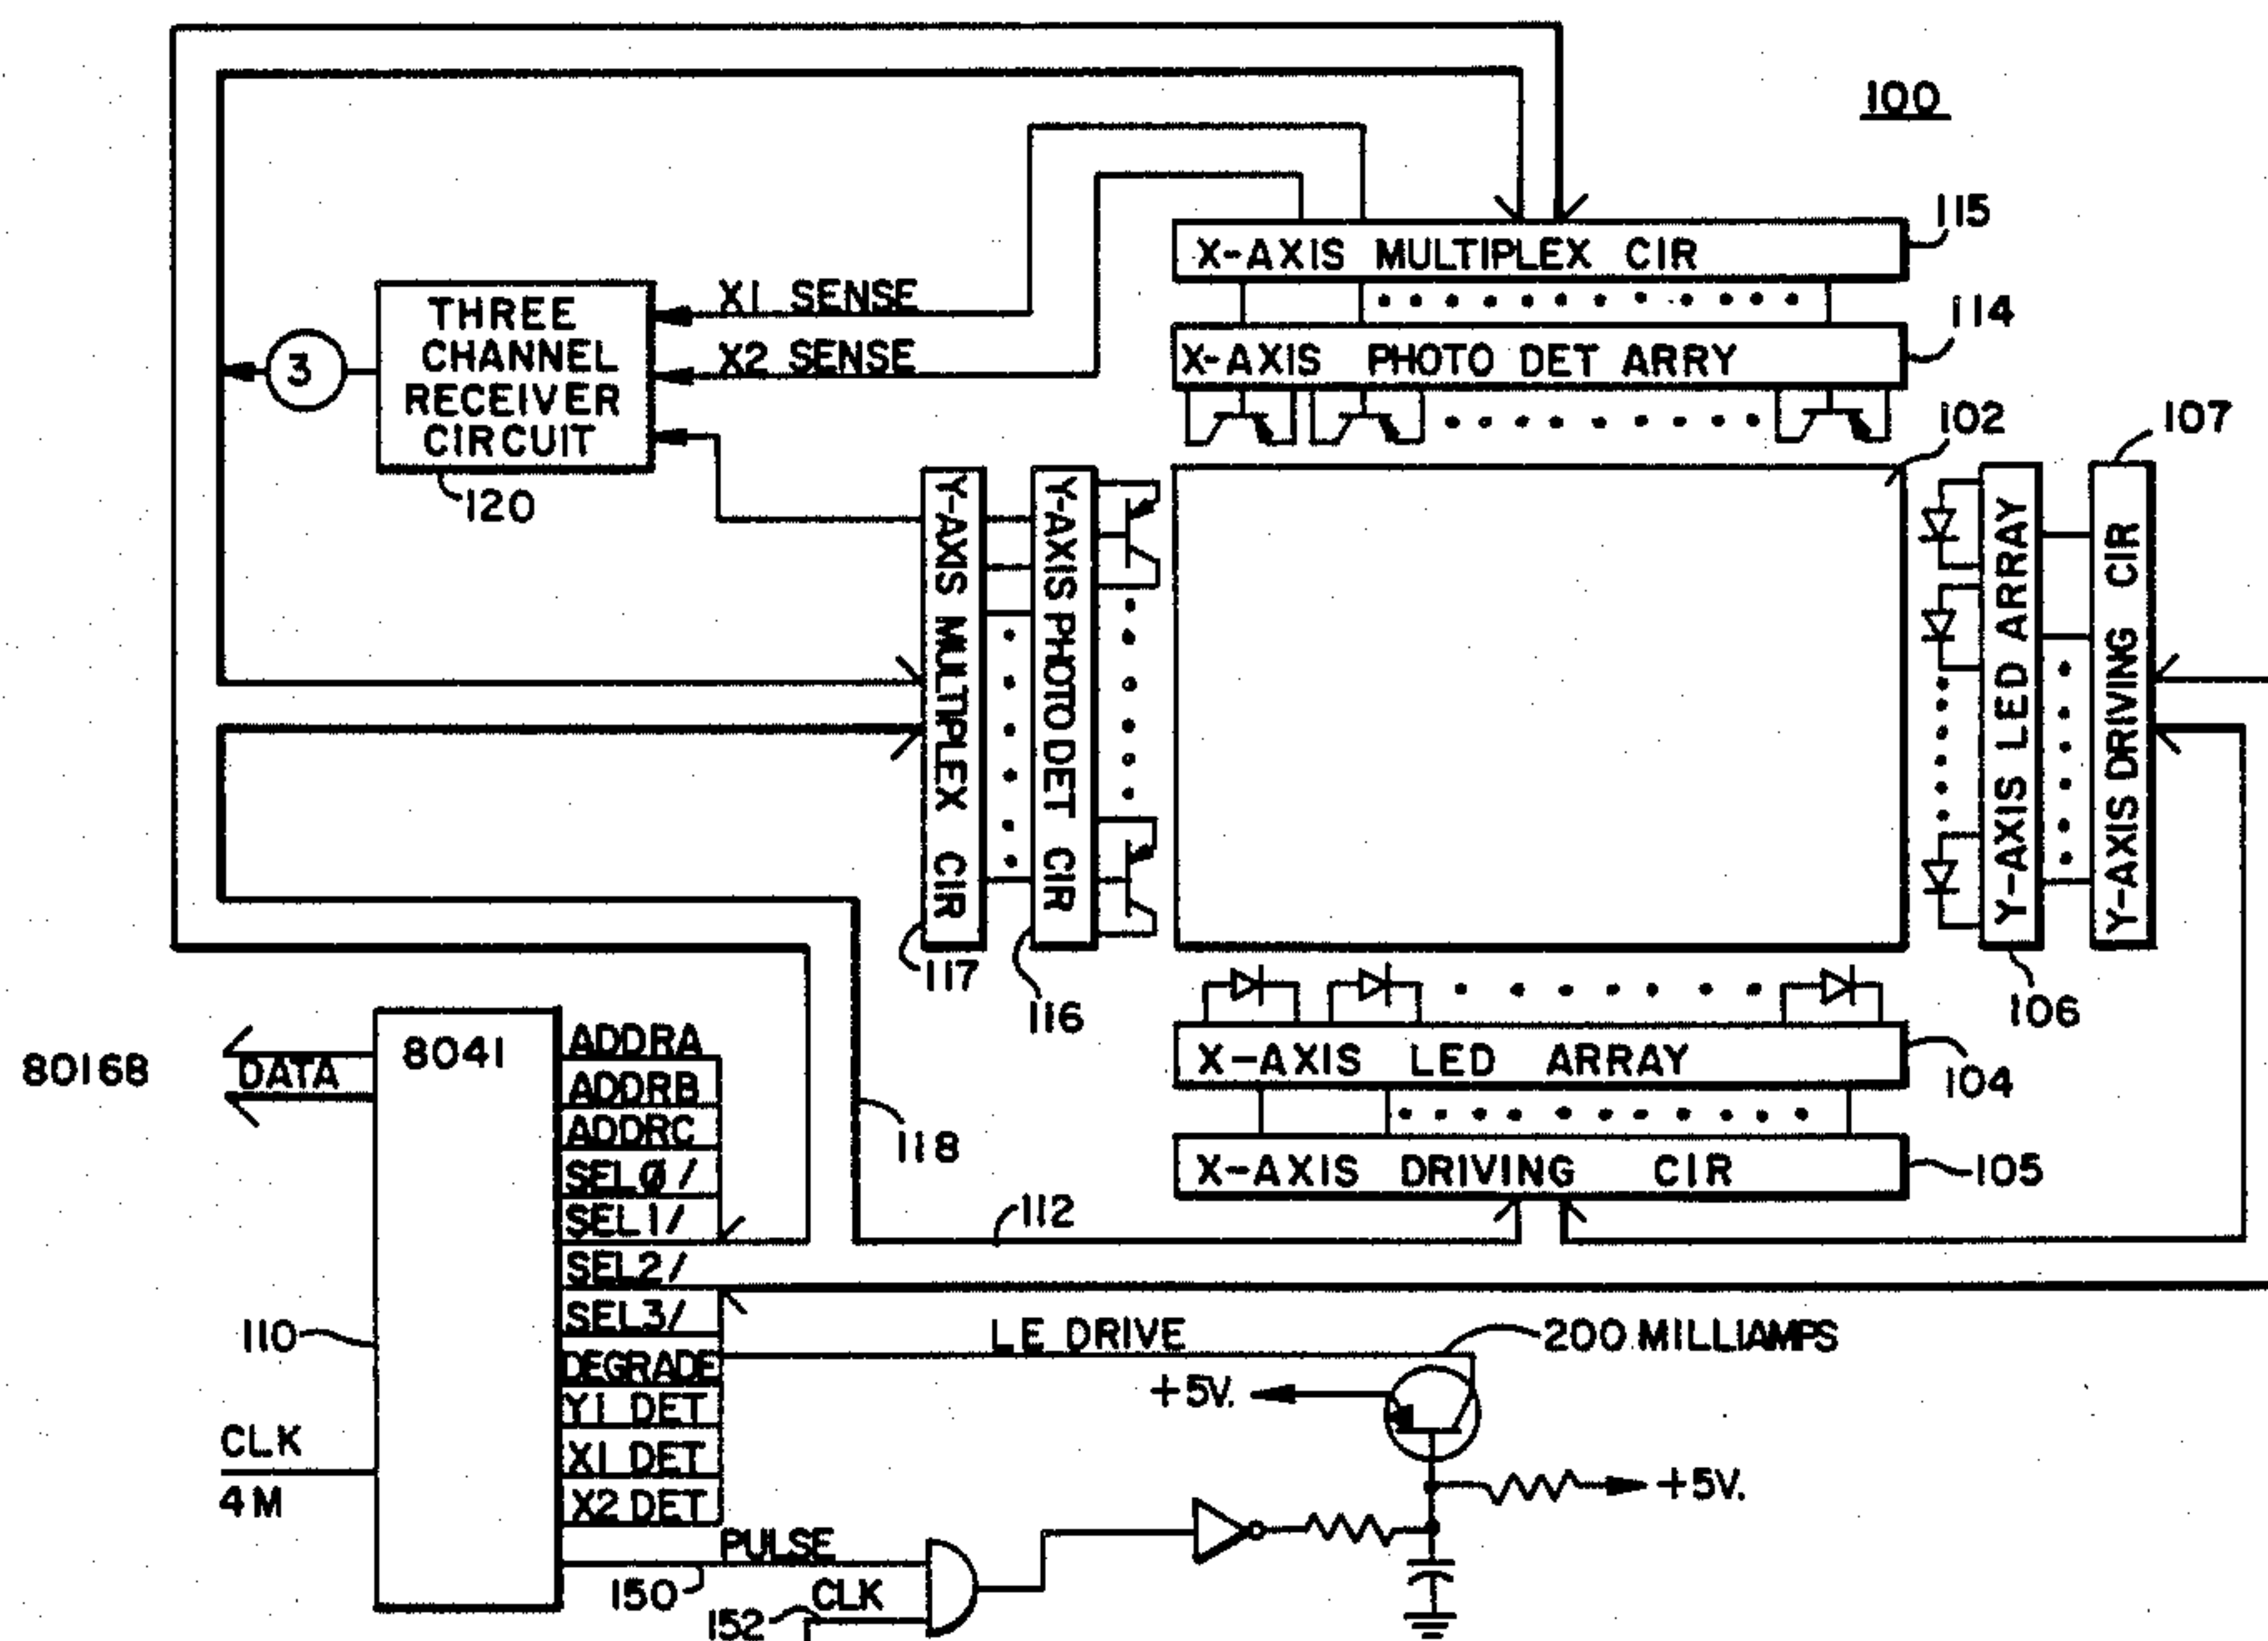 100
X-AXIS MULTIPLEX CIR
115
X-AXIS PHOTO DET ARRY
114
THREE
CHANNEL
RECEIVER
CIRCUIT
120
3
X1 SENSE
X2 SENSE
102
107
Y-AXIS MULTIPLEX CIR
117
Y-AXIS PHOTO DET CIR
116
Y-AXIS LED ARRAY
106
Y-AXIS DRIVING CIR
X-AXIS LED ARRAY
104
X-AXIS DRIVING CIR
105
118
112
80168
DATA
8041
110
CLK
4M
ADDRA
ADDRB
ADDRC
SELØ/
SEL1/
SEL2/
SEL3/
DEGRADE
Y1 DET
X1 DET
X2 DET
LE DRIVE
200 MILLIAMPS
+5V.
+5V.
PULSE
150
CLK
152